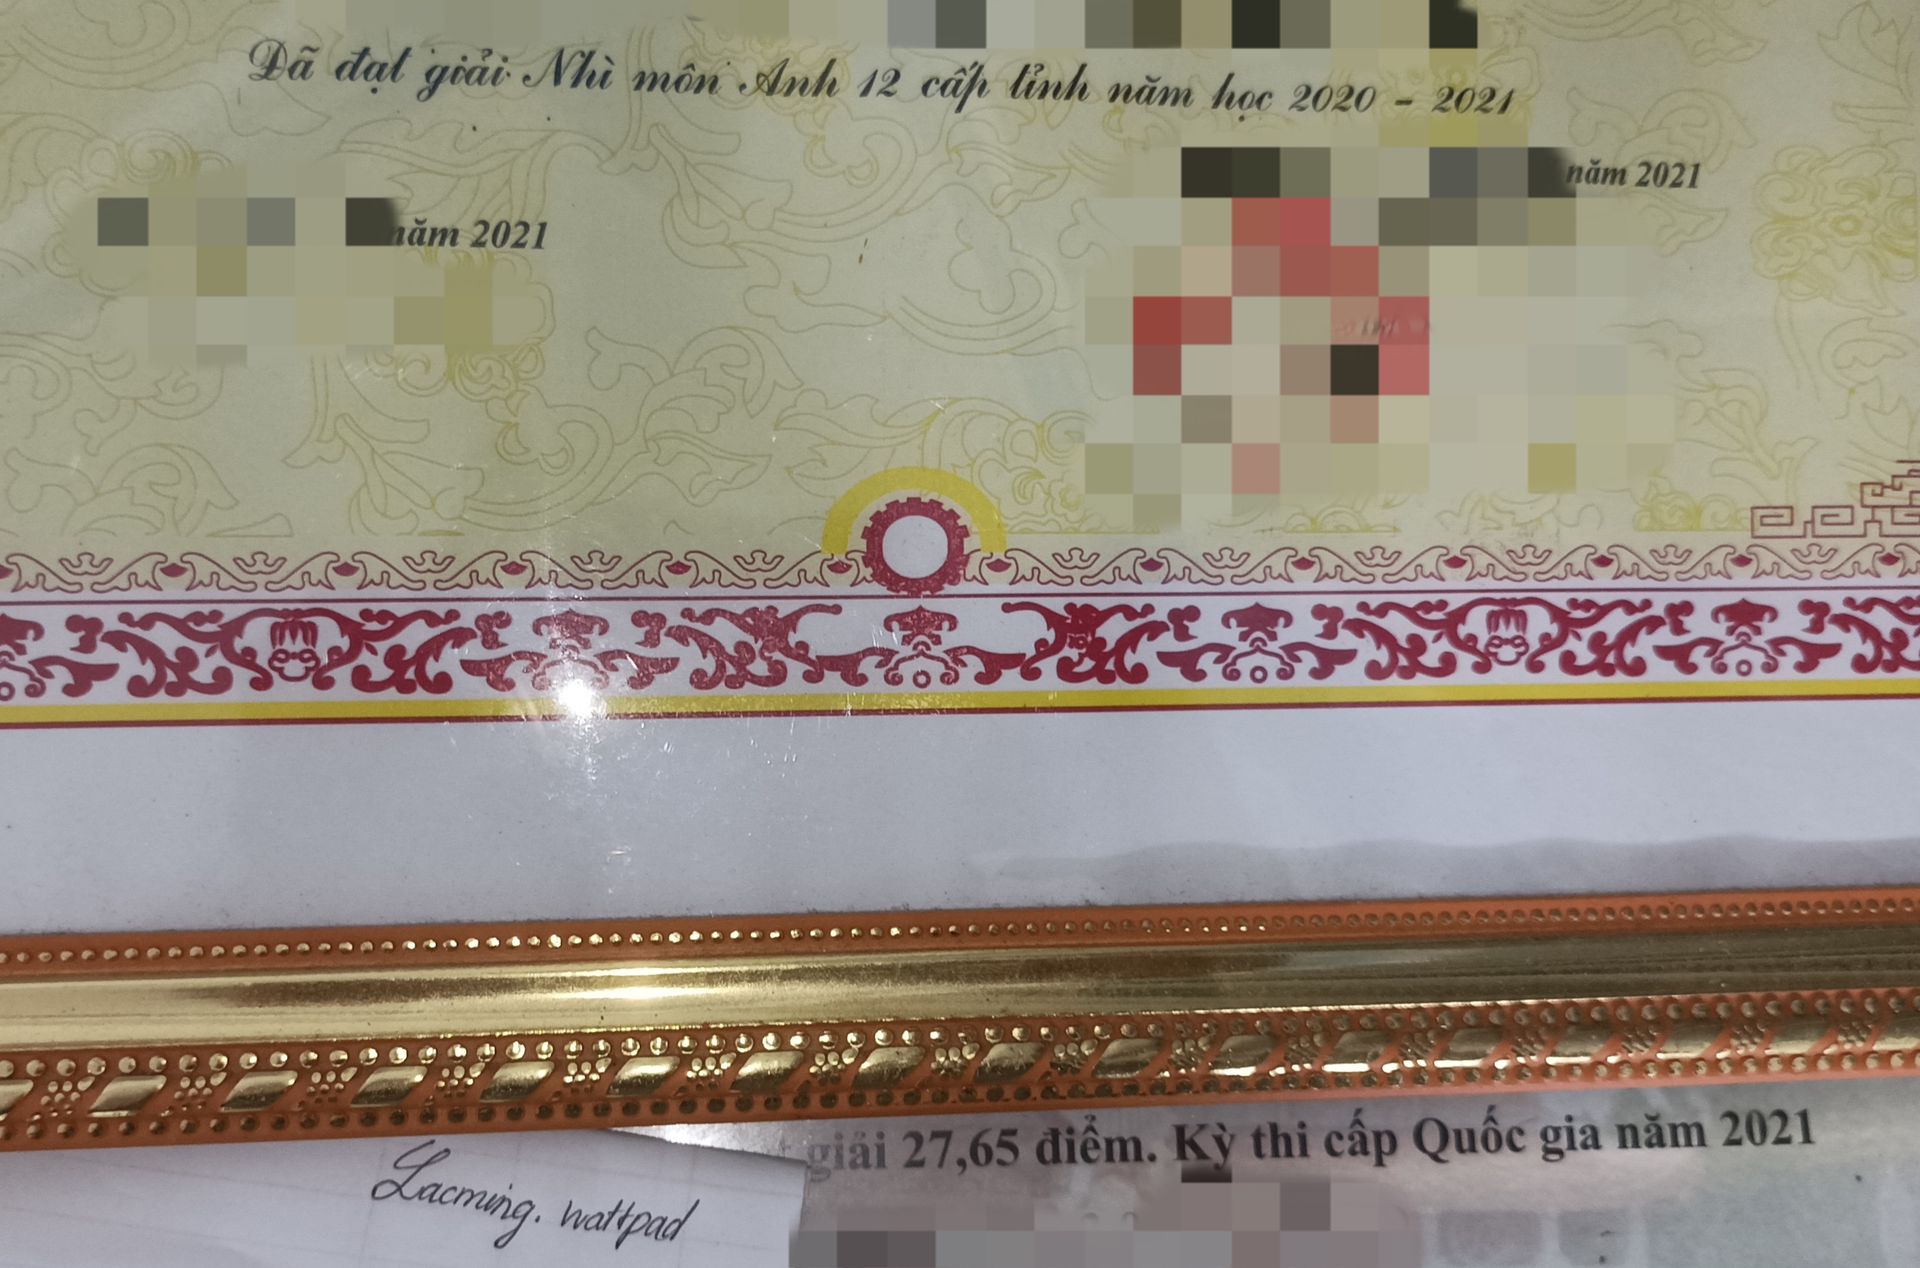 Đã đạt giải Nhì môn Anh 12 cấp tỉnh năm học 2020 - 2021
năm 2021
năm 2021
giải 27,65 điểm. Kỳ thi cấp Quốc gia năm 2021
Lacming. wattpad